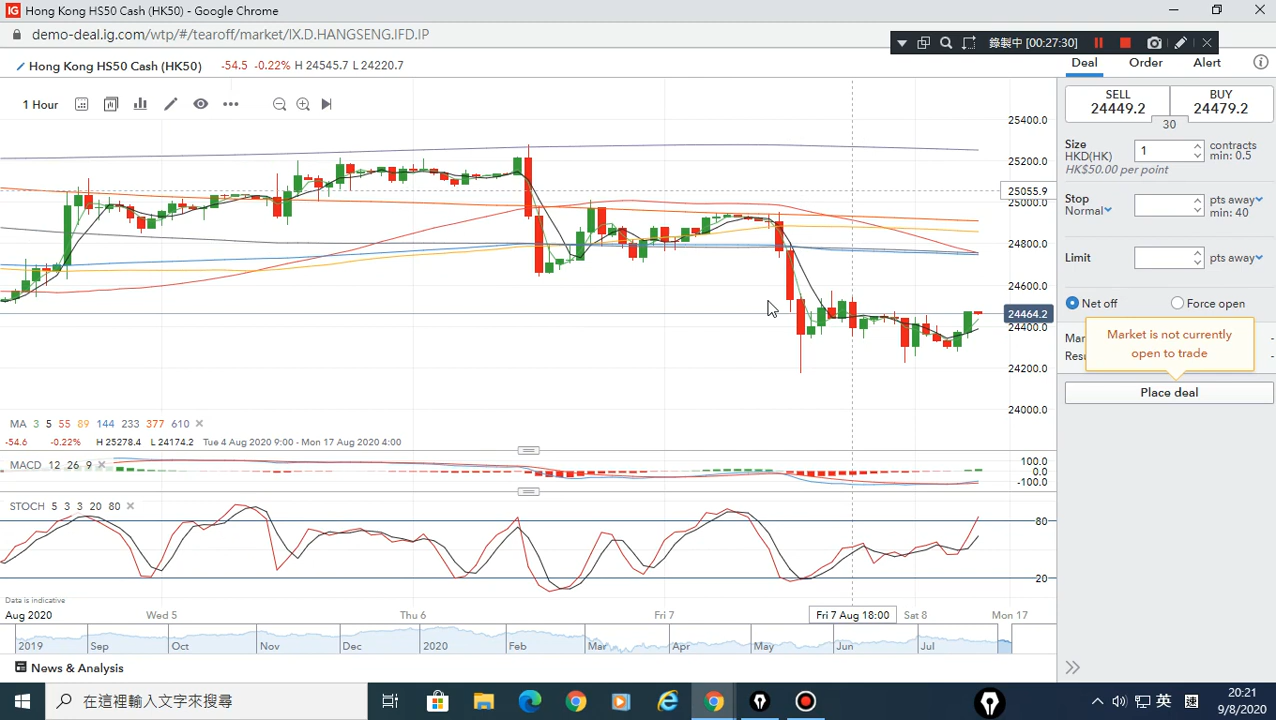 IG Hong Kong HS50 Cash (HK50) - Google Chrome
demo-deal.ig.com/wtp/#/tearoff/market/IX.D.HANGSENG.IFD.IP
錄製中 (00:27:30)
Hong Kong HS50 Cash (HK50) -54.5 -0.22% H 24545.7 L 24220.7
Deal Order Alert
1 Hour
SELL 24449.2
BUY 24479.2
30
Size
HKD(HK)
1
contracts
min: 0.5
HK$50.00 per point
Stop
Normal
pts away
min: 40
Limit
pts away
Net off Force open
Market is not currently
open to trade
Place deal
25400.0
25200.0
25055.9
25000.0
24800.0
24600.0
24464.2
24400.0
24200.0
24000.0
MA 3 5 55 89 144 233 377 610
-54.6 -0.22% H 25278.4 L 24174.2 Tue 4 Aug 2020 9:00 - Mon 17 Aug 2020 4:00
MACD 12 26 9
100.0
0.0
-100.0
STOCH 5 3 3 20 80
80
20
Data is indicative
Aug 2020 Wed 5 Thu 6 Fri 7 Fri 7 Aug 18:00 Sat 8 Mon 17
2019 Sep Oct Nov Dec 2020 Feb Mar Apr May Jun Jul
News & Analysis
在這裡輸入文字來搜尋
英
20:21
9/8/2020